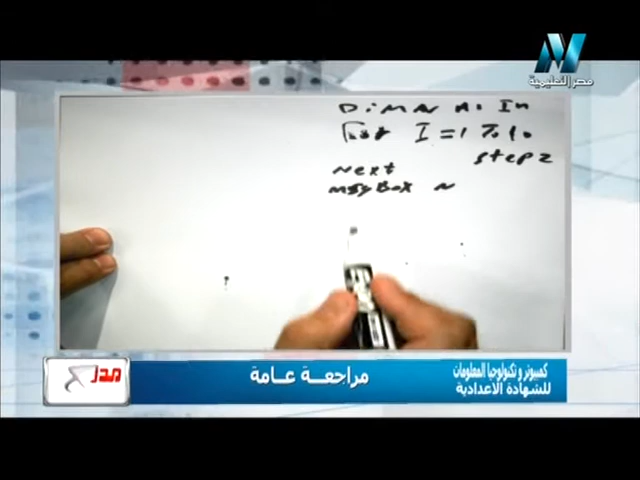 مصر التعليمية
Dim N As In
For I = 1 To 10
step 2
Next
msgBox N
كمبيوتر و تكنولوجيا المعلومات
للشهادة الاعدادية
مراجعة عامة